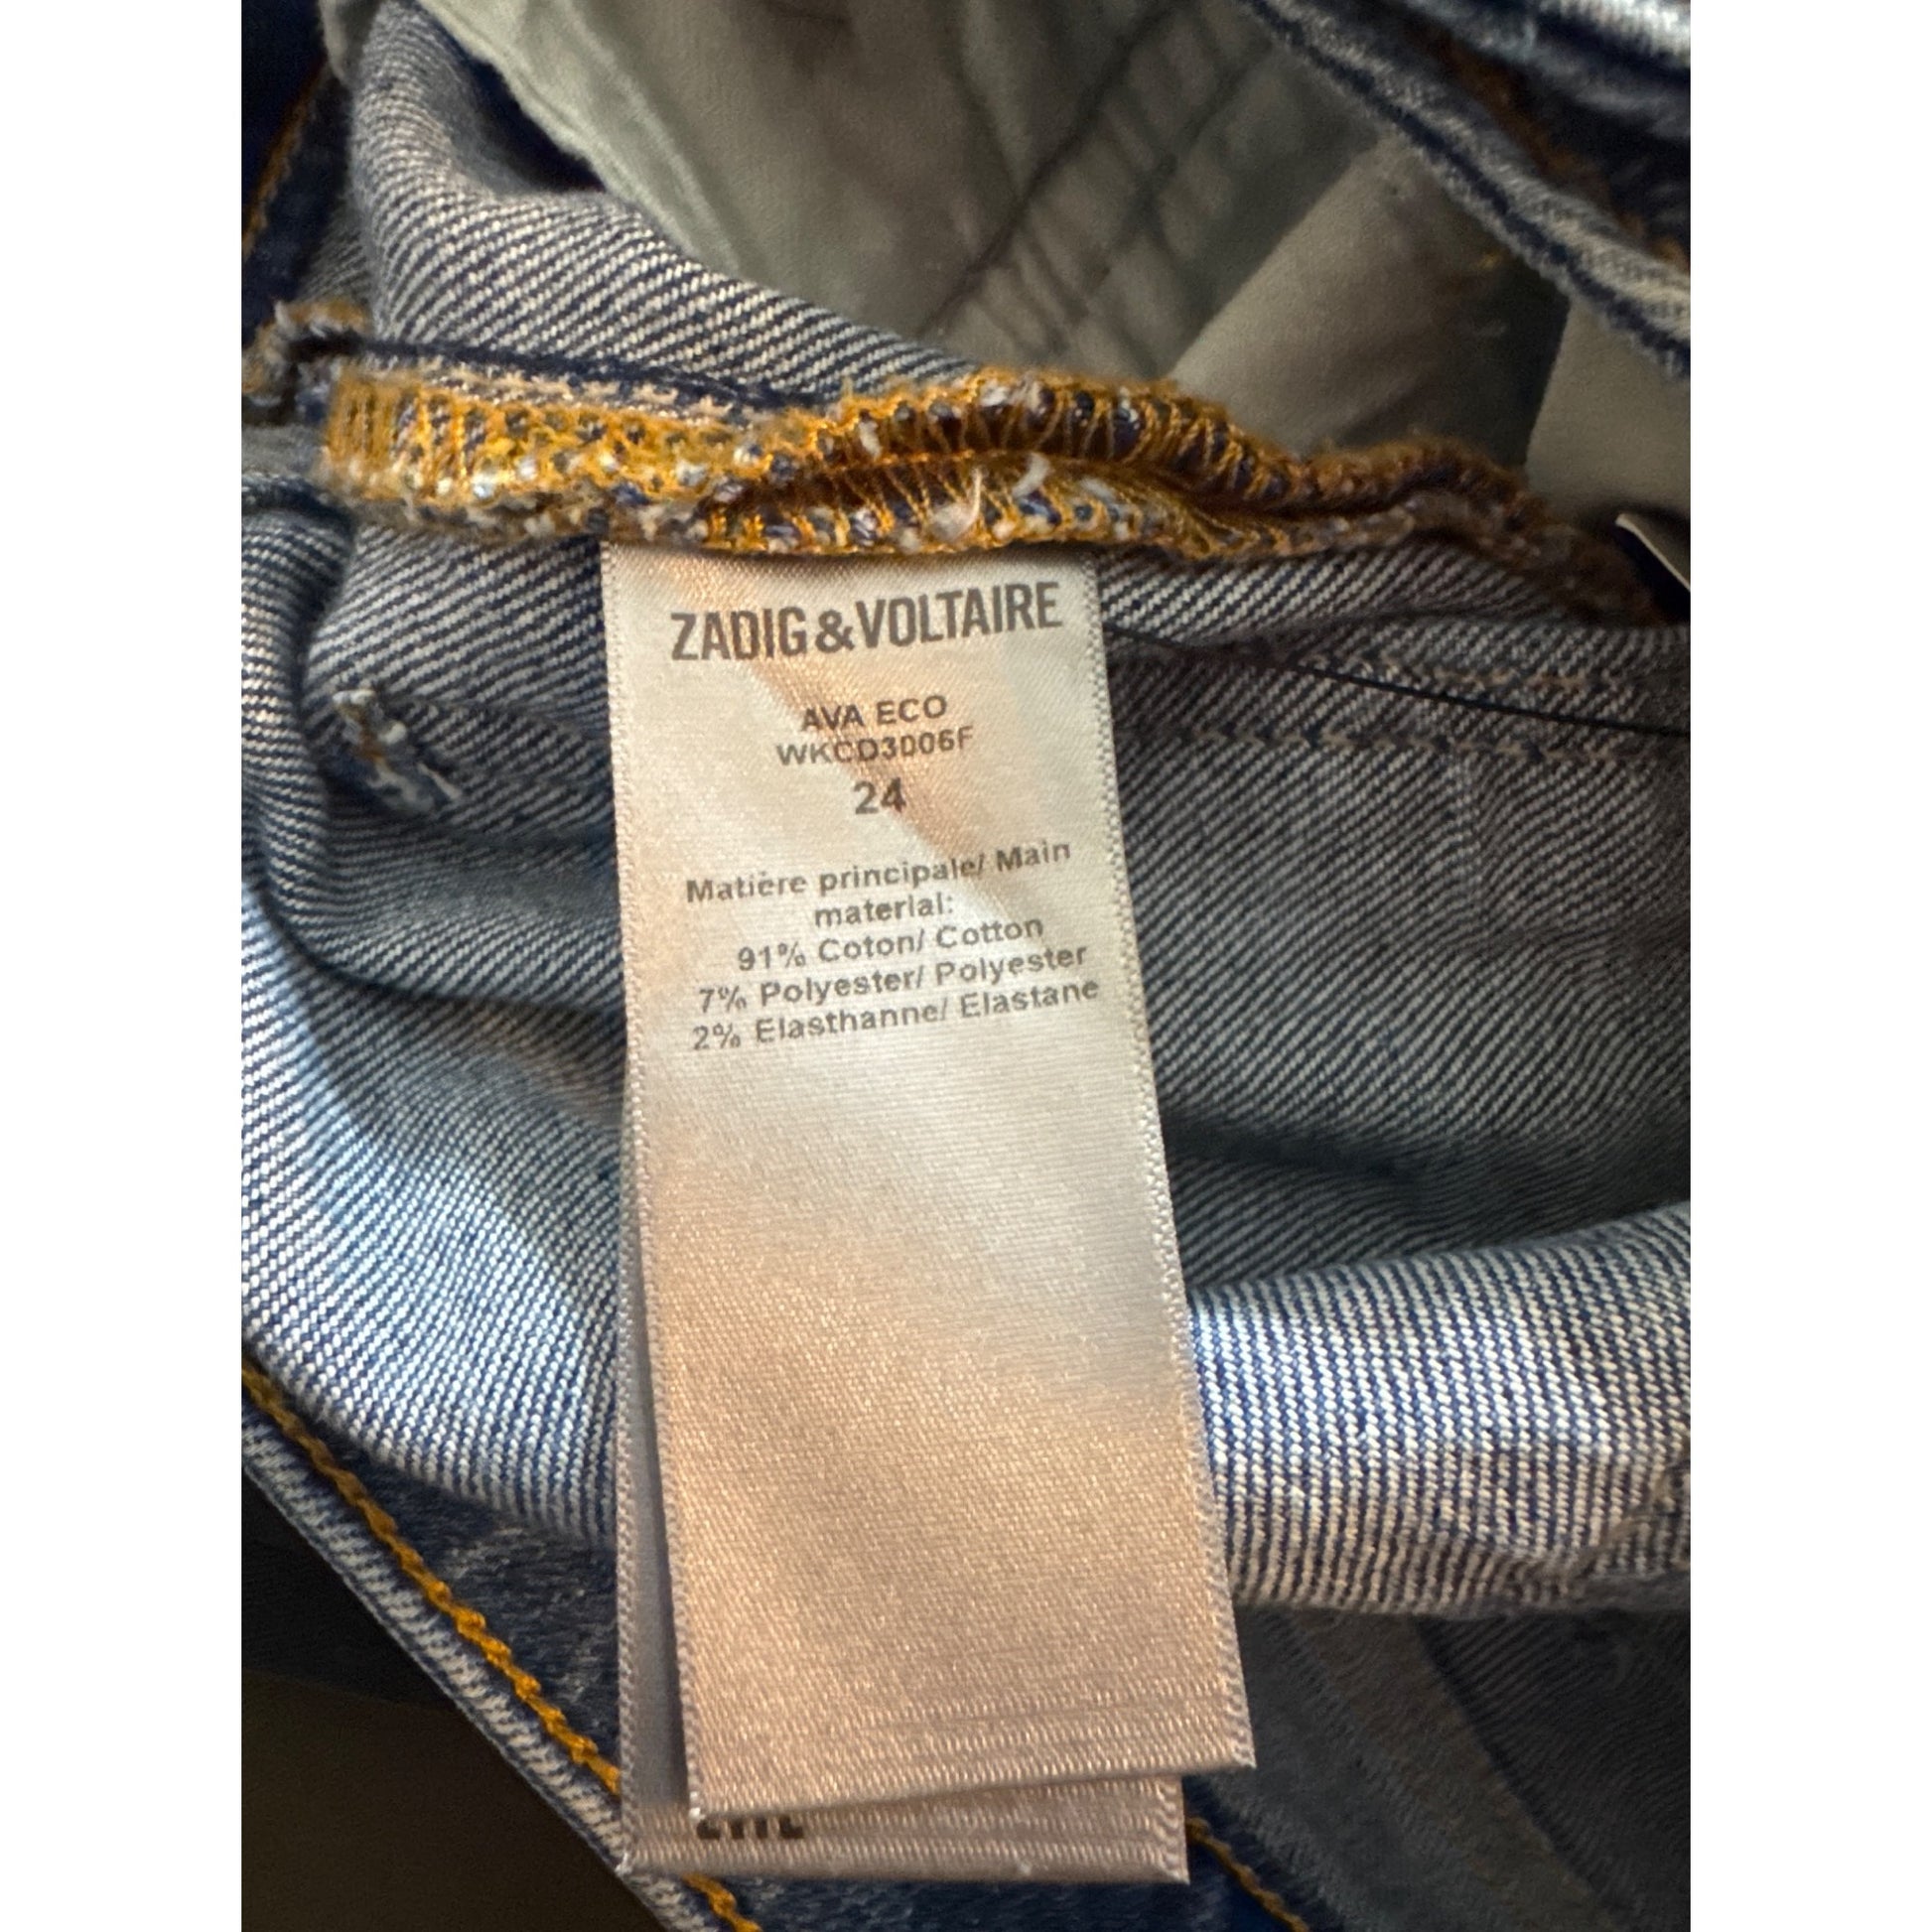 ZADIG&VOLTAIRE
AVA ECO
WKCD3006F
24
Matière principale/ Main
material:
91% Coton/ Cotton
7% Polyester/ Polyester
2% Elasthanne/ Elastane